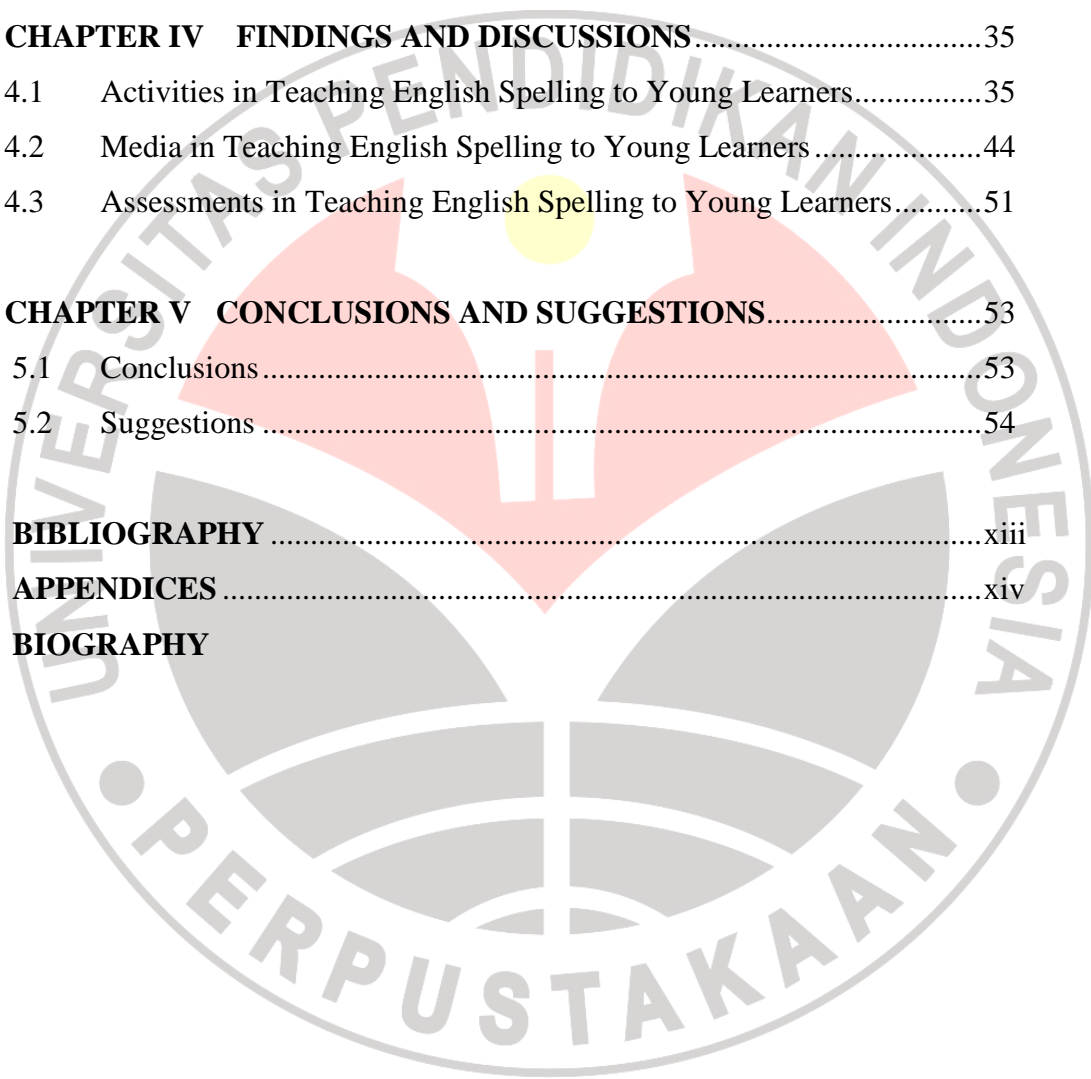 CHAPTER IV FINDINGS AND DISCUSSIONS................................35
4.1 Activities in Teaching English Spelling to Young Learners................35
4.2 Media in Teaching English Spelling to Young Learners.....................44
4.3 Assessments in Teaching English Spelling to Young Learners...........51
CHAPTER V CONCLUSIONS AND SUGGESTIONS........................53
5.1 Conclusions................................................................................53
5.2 Suggestions................................................................................54
BIBLIOGRAPHY................................................................................xiii
APPENDICES.....................................................................................xiv
BIOGRAPHY
UNIVERSITAS PENDIDIKAN INDONESIA
PERPUSTAKAAN